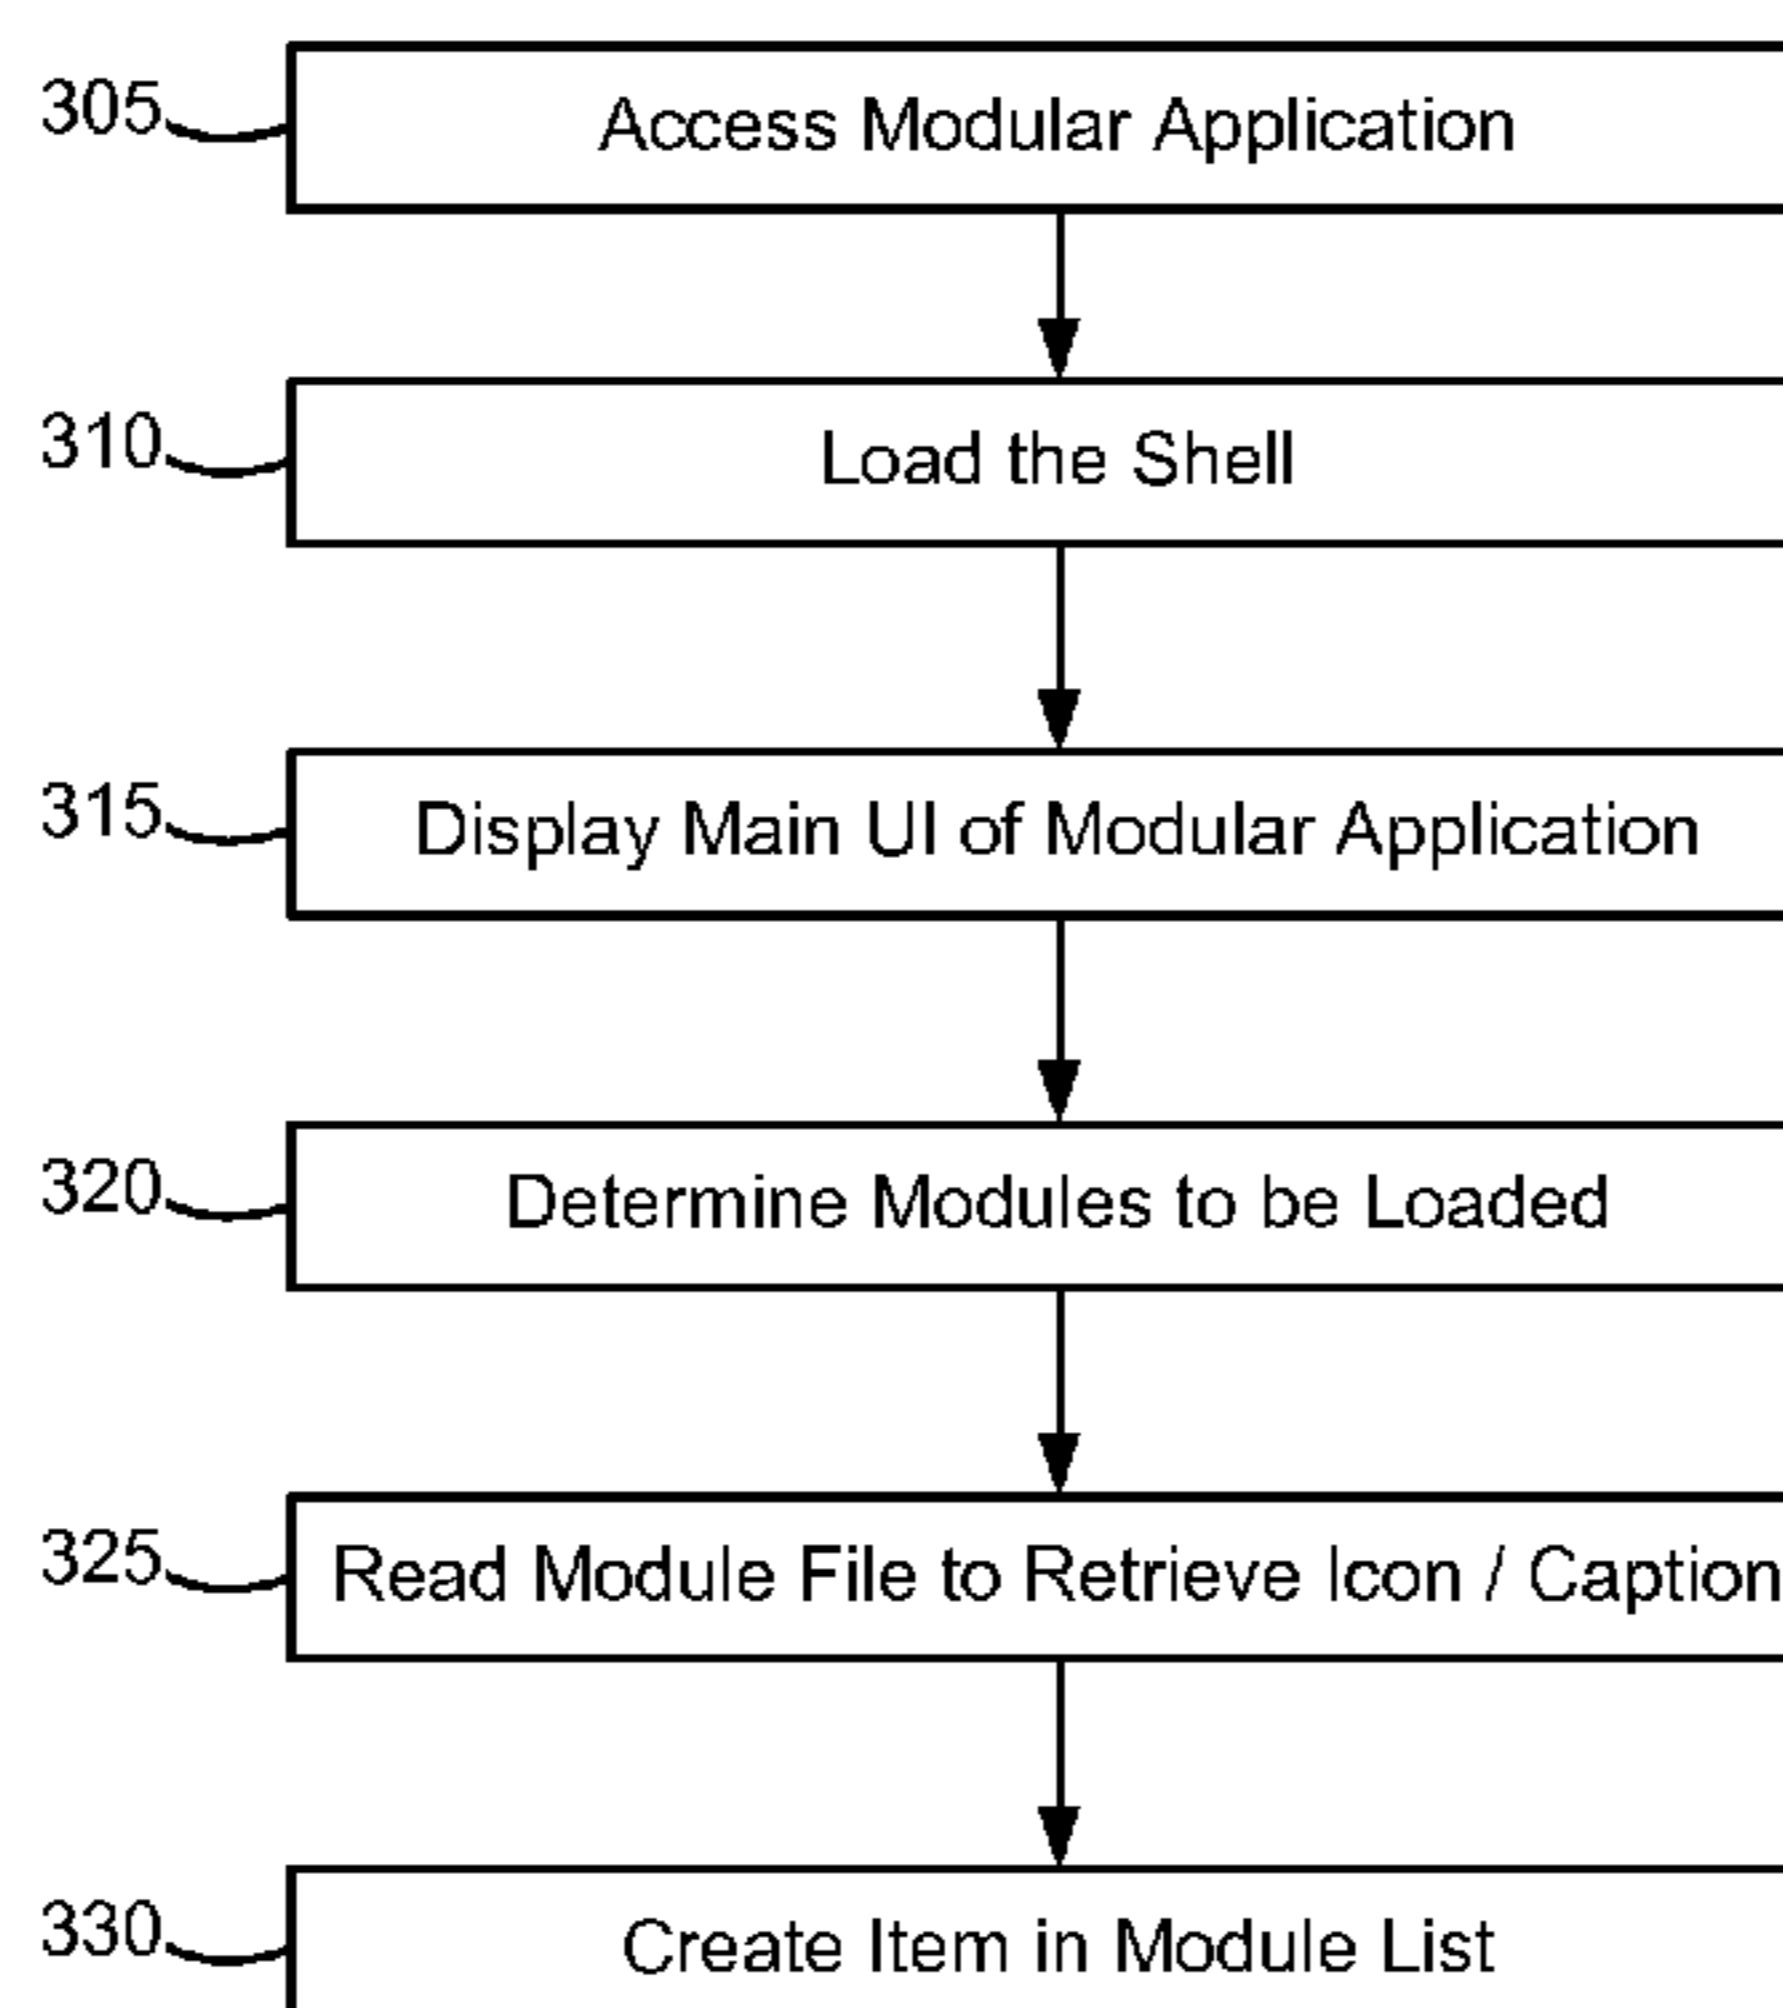 305 Access Modular Application
310 Load the Shell
315 Display Main UI of Modular Application
320 Determine Modules to be Loaded
325 Read Module File to Retrieve Icon / Caption
330 Create Item in Module List